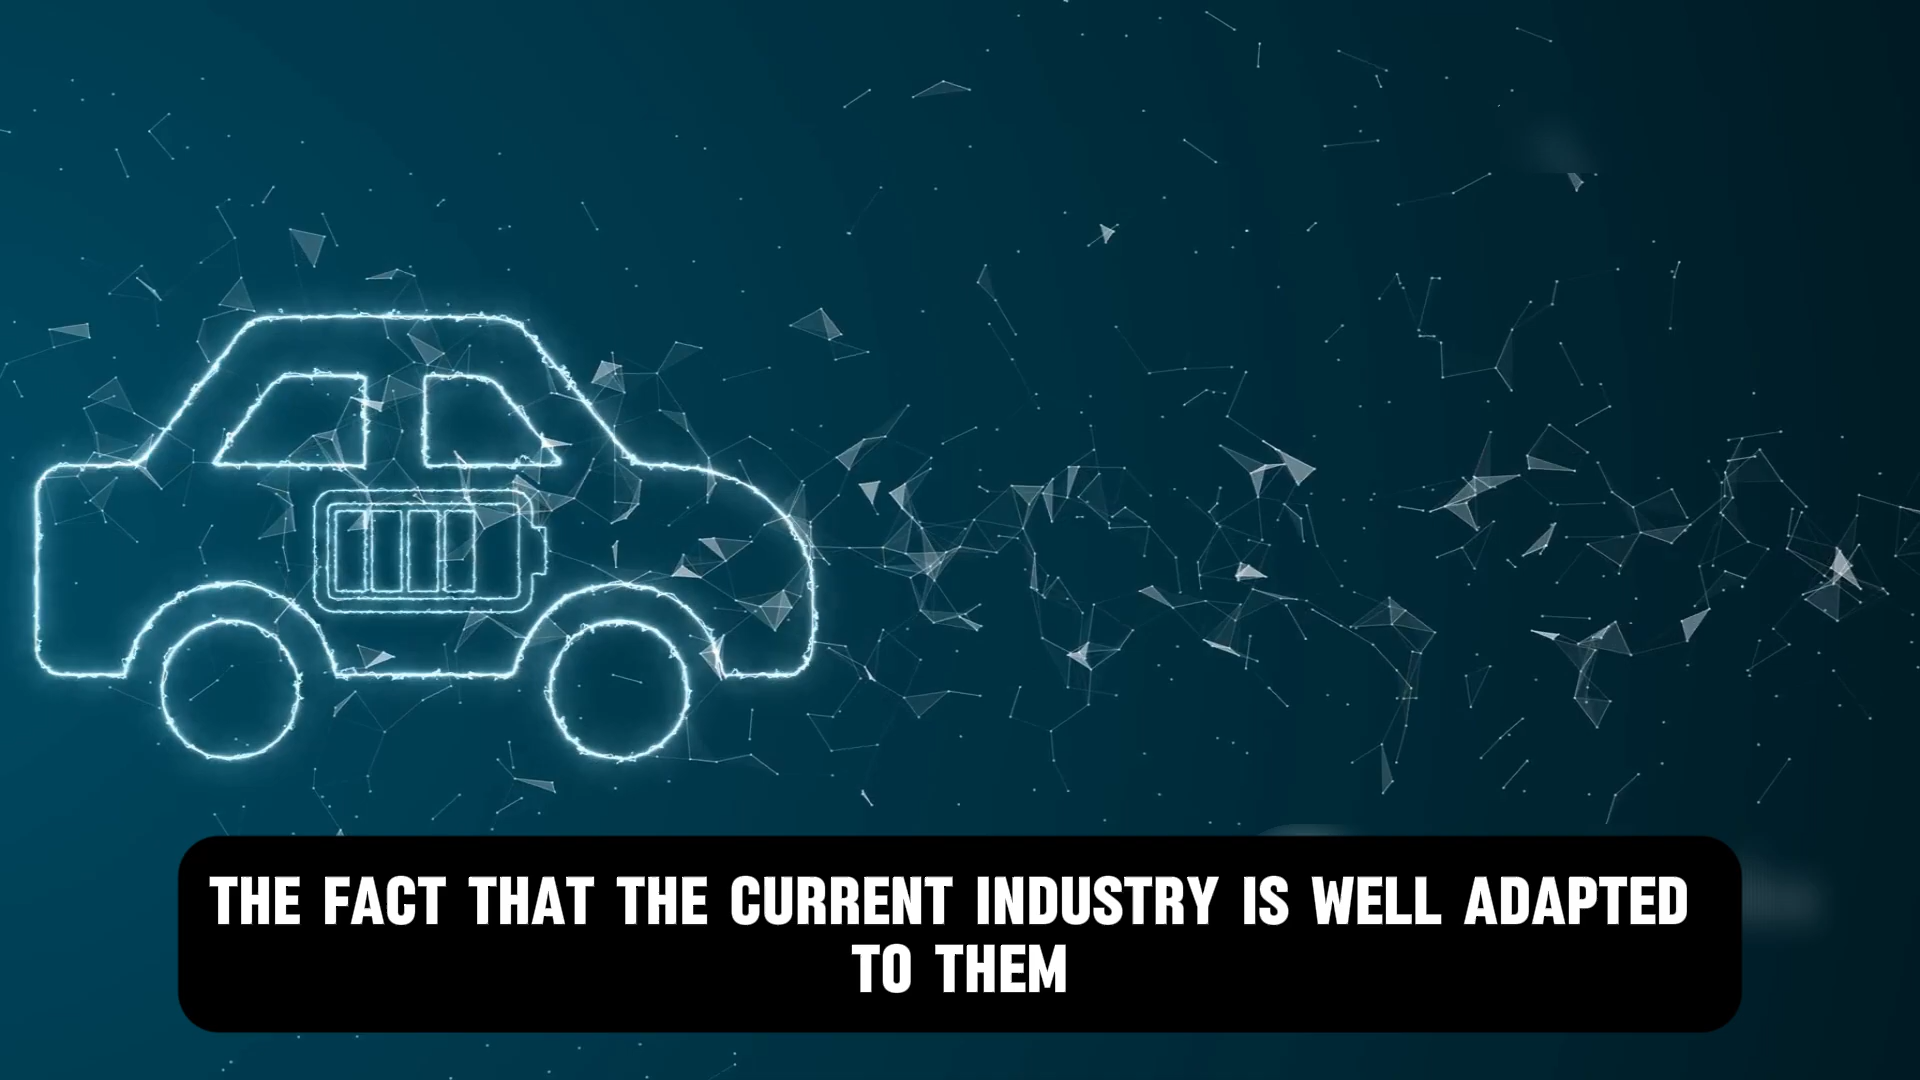 THE FACT THAT THE CURRENT INDUSTRY IS WELL ADAPTED
TO THEM